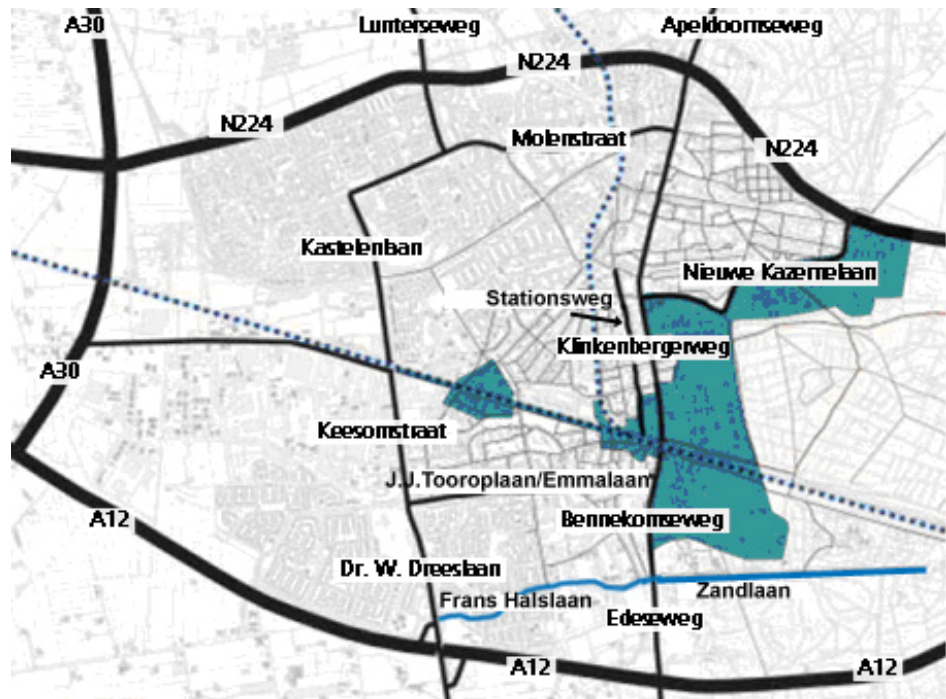 A30
Lunterseweg
Apeldoornseweg
N224
N224
Molenstraat
N224
Kastelenlaan
Nieuwe Kazernelaan
Stationsweg
Klinkenbergerweg
A30
Keesomstraat
J.J.Tooroplaan/Emmalaan
A12
Bennekomseweg
Dr. W. Dreeslaan
Frans Halslaan
Zandlaan
Edeseweg
A12
A12